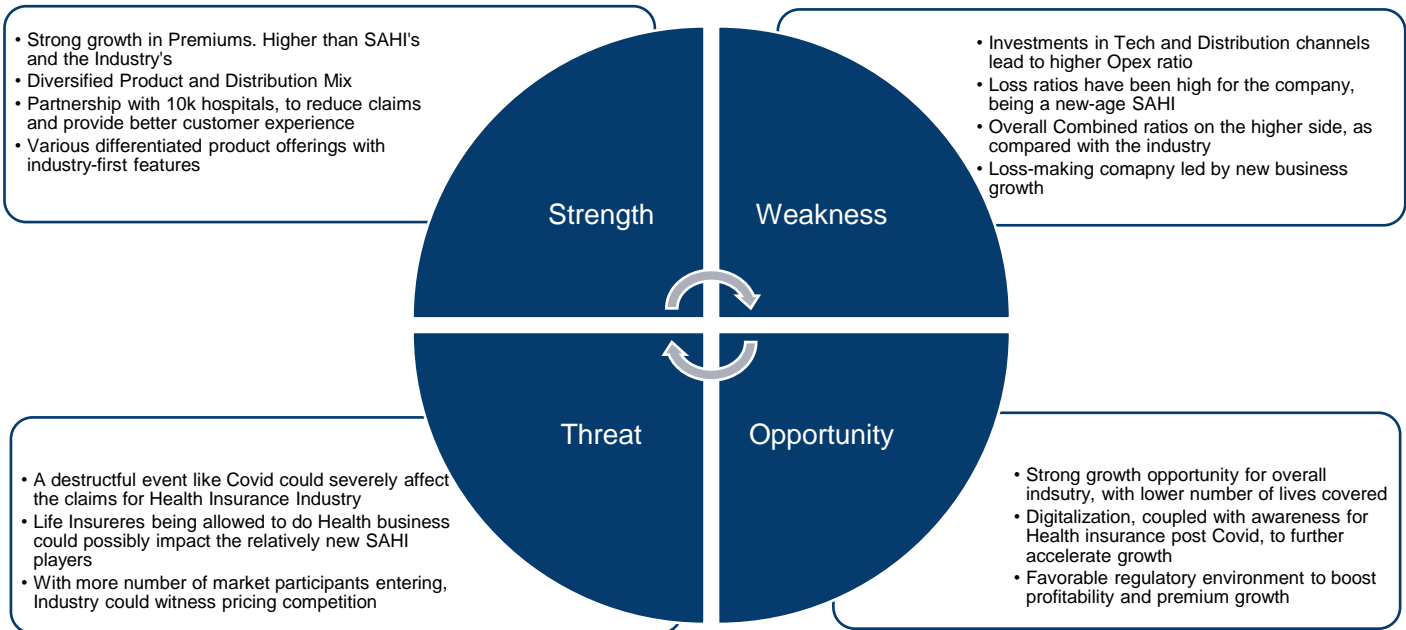 • Strong growth in Premiums. Higher than SAHI's
and the Industry's
• Diversified Product and Distribution Mix
• Partnership with 10k hospitals, to reduce claims
and provide better customer experience
• Various differentiated product offerings with
industry-first features
• Investments in Tech and Distribution channels
lead to higher Opex ratio
• Loss ratios have been high for the company,
being a new-age SAHI
• Overall Combined ratios on the higher side, as
compared with the industry
• Loss-making comapny led by new business
growth
Strength
Weakness
Threat
Opportunity
• A destructful event like Covid could severely affect
the claims for Health Insurance Industry
• Life Insureres being allowed to do Health business
could possibly impact the relatively new SAHI
players
• With more number of market participants entering,
Industry could witness pricing competition
• Strong growth opportunity for overall
indsutry, with lower number of lives covered
• Digitalization, coupled with awareness for
Health insurance post Covid, to further
accelerate growth
• Favorable regulatory environment to boost
profitability and premium growth